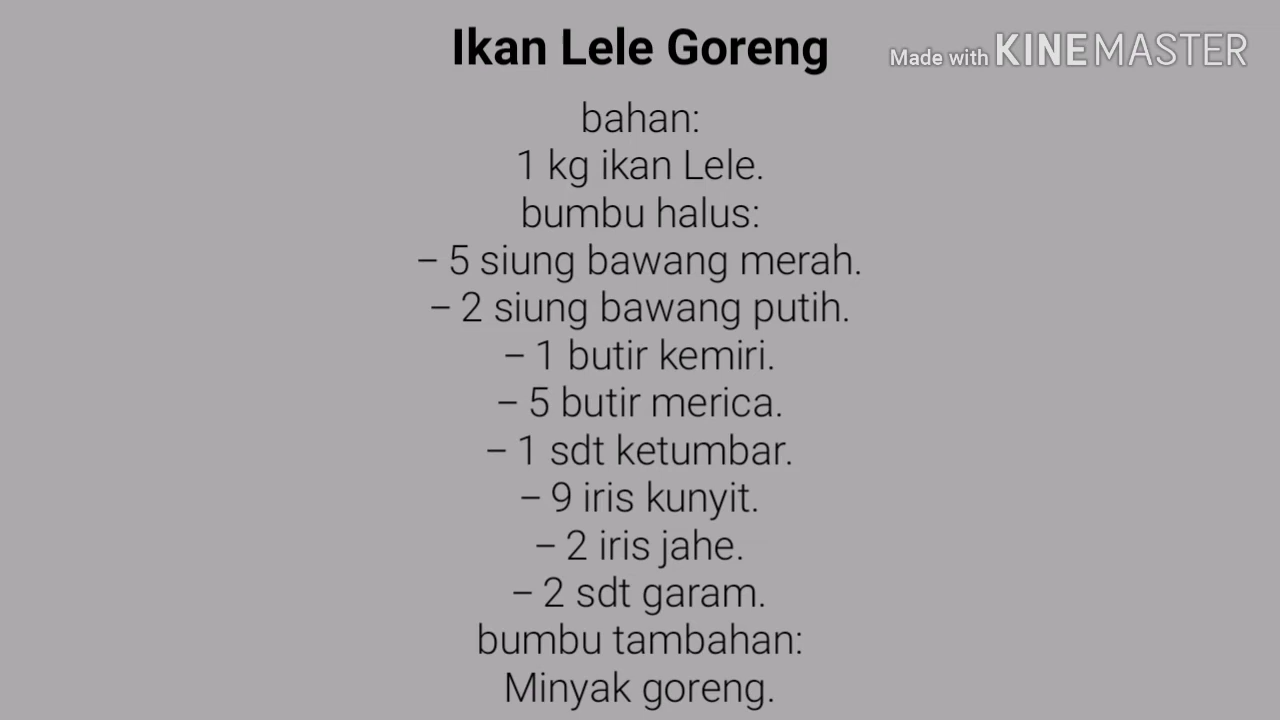 Ikan Lele Goreng
Made with KINEMASTER
bahan:
1 kg ikan Lele.
bumbu halus:
– 5 siung bawang merah.
– 2 siung bawang putih.
– 1 butir kemiri.
– 5 butir merica.
– 1 sdt ketumbar.
– 9 iris kunyit.
– 2 iris jahe.
– 2 sdt garam.
bumbu tambahan:
Minyak goreng.